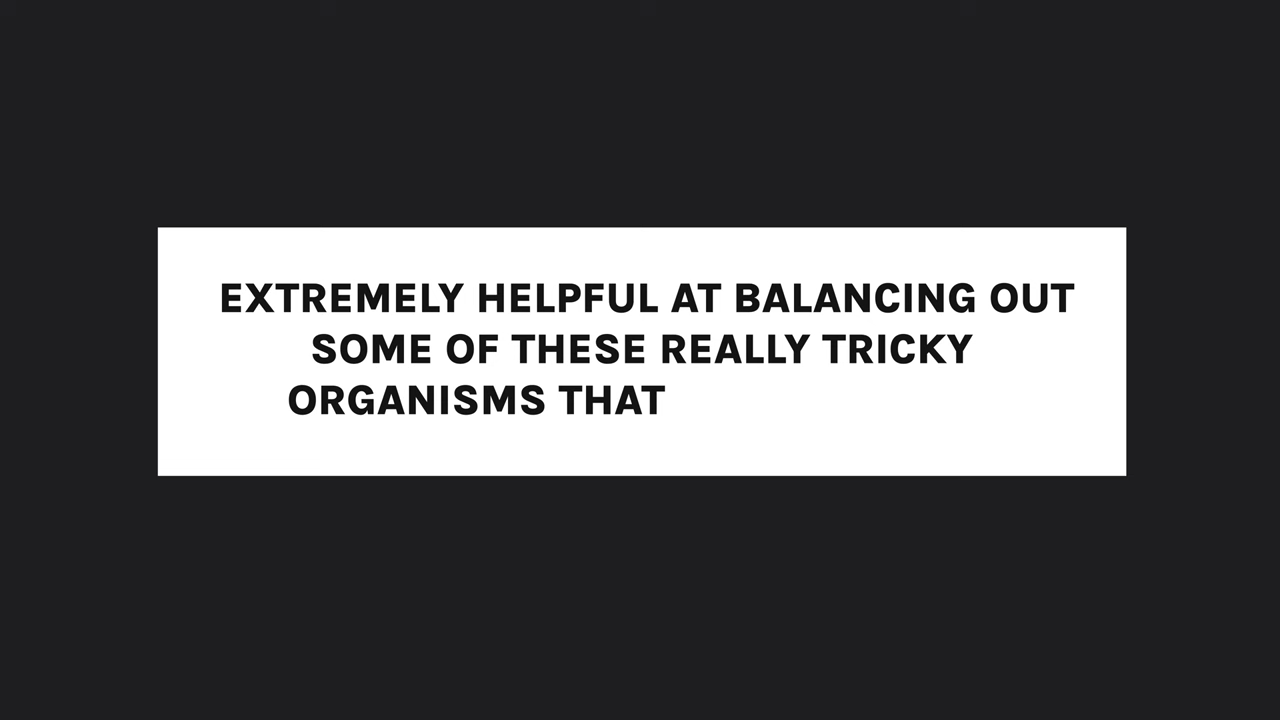 EXTREMELY HELPFUL AT BALANCING OUT
SOME OF THESE REALLY TRICKY
ORGANISMS THAT